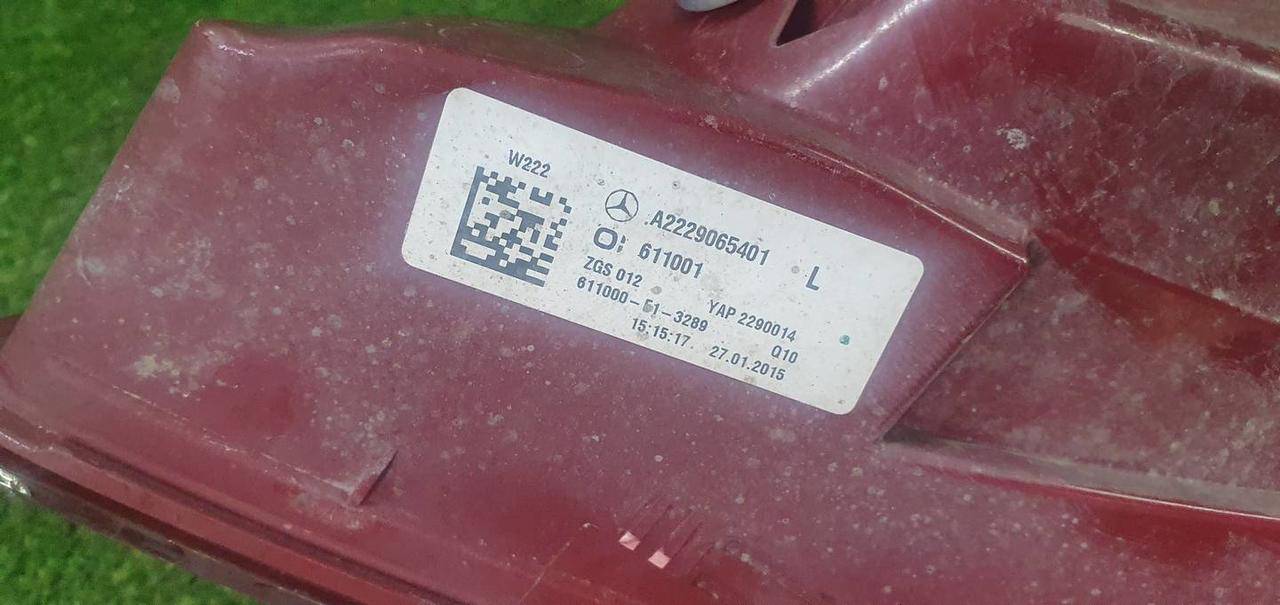 W222
A2229065401 L
611001
ZGS 012 YAP 2290014
611000-51-3289 Q10
15:15:17 27.01.2015